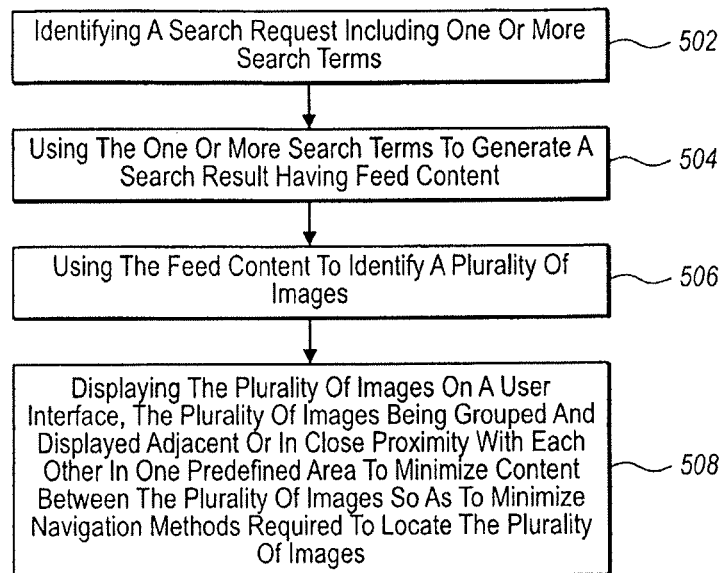 Identifying A Search Request Including One Or More
Search Terms
502
Using The One Or More Search Terms To Generate A
Search Result Having Feed Content
504
Using The Feed Content To Identify A Plurality Of
Images
506
Displaying The Plurality Of Images On A User
Interface, The Plurality Of Images Being Grouped And
Displayed Adjacent Or In Close Proximity With Each
Other In One Predefined Area To Minimize Content
Between The Plurality Of Images So As To Minimize
Navigation Methods Required To Locate The Plurality
Of Images
508